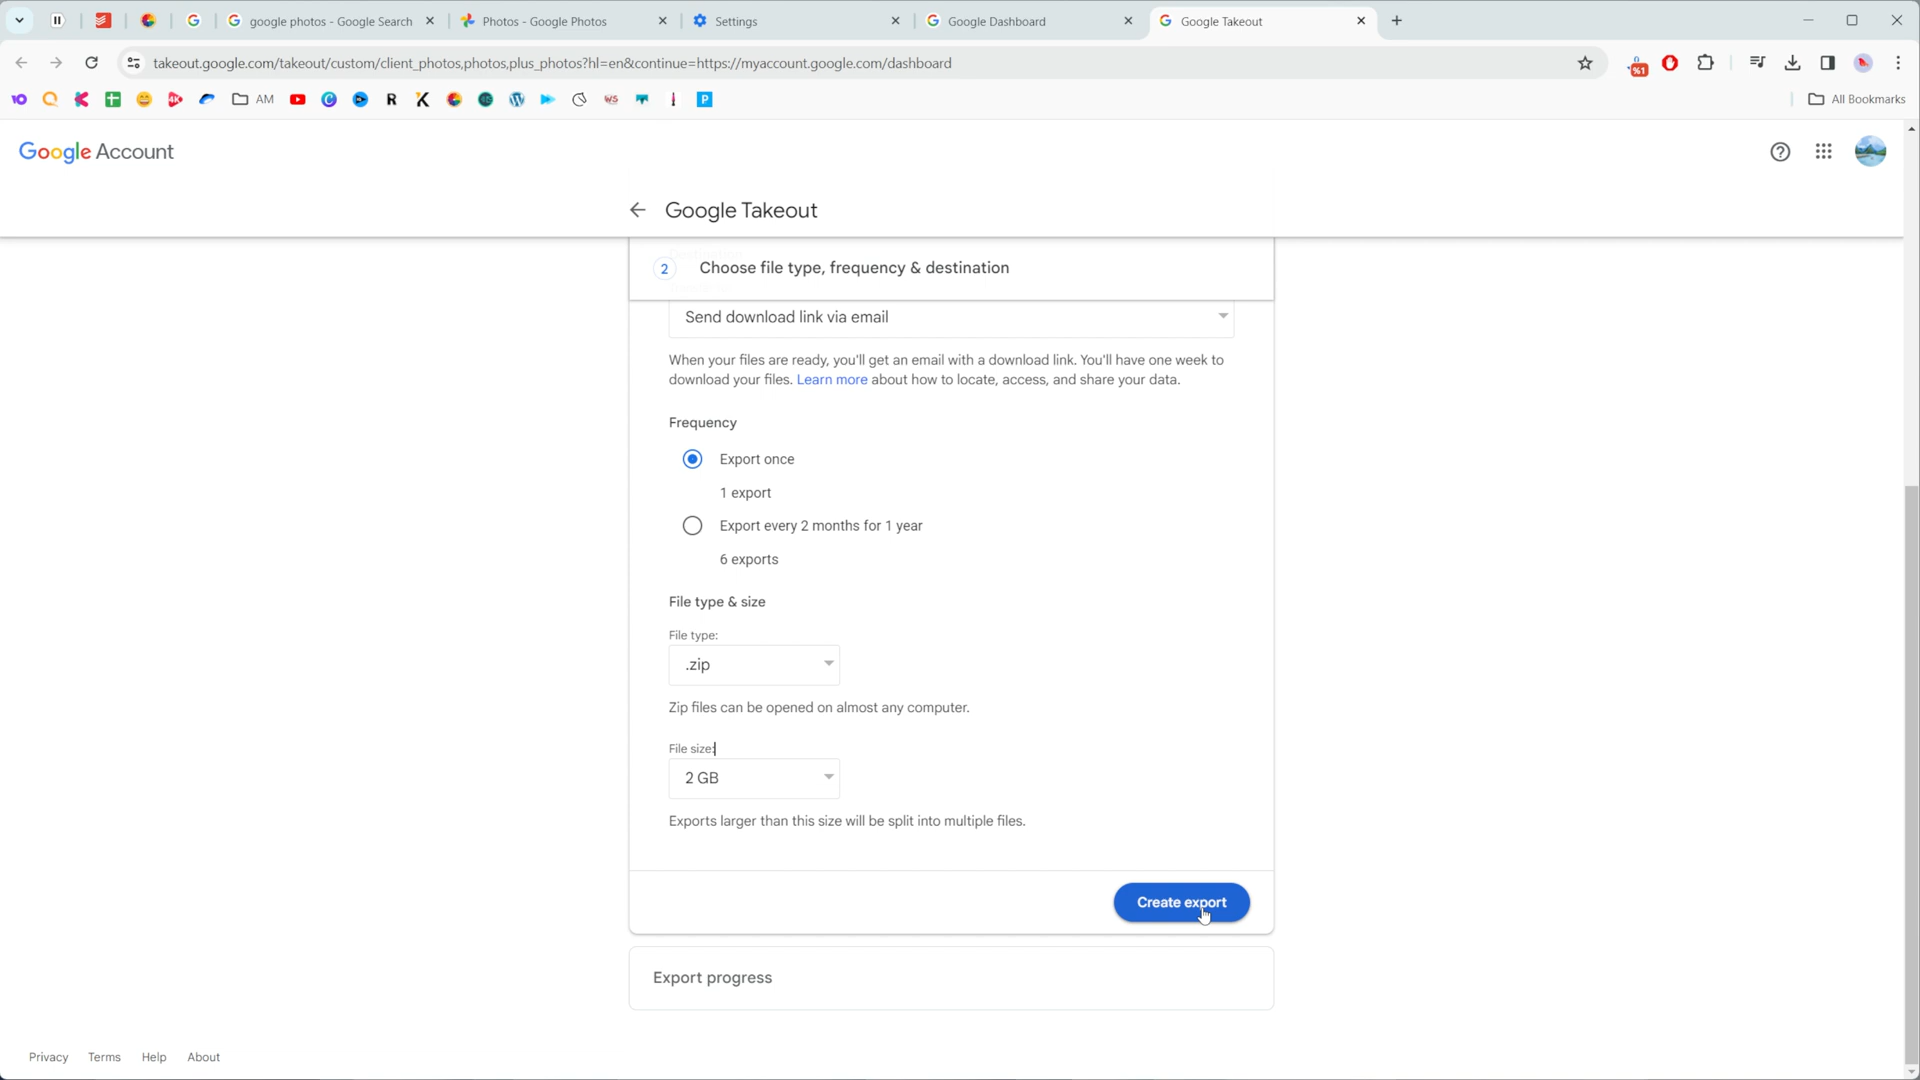 google photos - Google Search
Photos - Google Photos
Settings
Google Dashboard
Google Takeout
takeout.google.com/takeout/custom/client_photos,photos,plus_photos?hl=en&continue=https://myaccount.google.com/dashboard
%1
AM
WS
P
All Bookmarks
Google Account
Google Takeout
2 Choose file type, frequency & destination
Send download link via email
When your files are ready, you'll get an email with a download link. You'll have one week to
download your files. Learn more about how to locate, access, and share your data.
Frequency
Export once
1 export
Export every 2 months for 1 year
6 exports
File type & size
File type:
.zip
Zip files can be opened on almost any computer.
File size:
2 GB
Exports larger than this size will be split into multiple files.
Create export
Export progress
Privacy Terms Help About